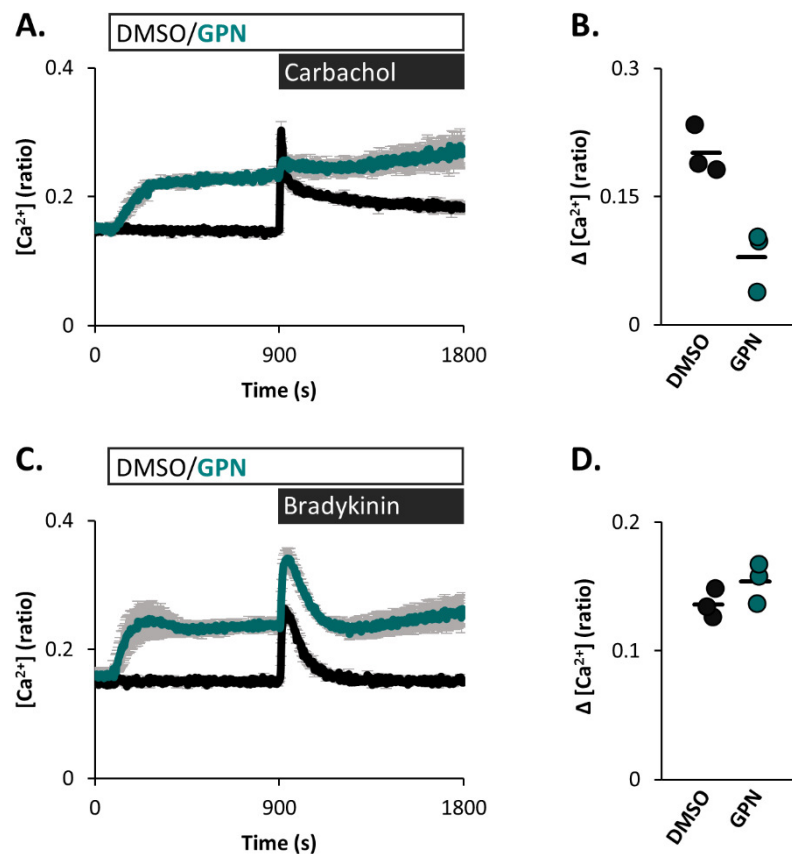 A.
DMSO/GPN
Carbachol
[Ca²⁺] (ratio)
0.4
0.2
0
0
900
1800
Time (s)
B.
Δ [Ca²⁺] (ratio)
0.3
0.15
0
DMSO
GPN
C.
DMSO/GPN
Bradykinin
[Ca²⁺] (ratio)
0.4
0.2
0
0
900
1800
Time (s)
D.
Δ [Ca²⁺] (ratio)
0.2
0.1
0
DMSO
GPN